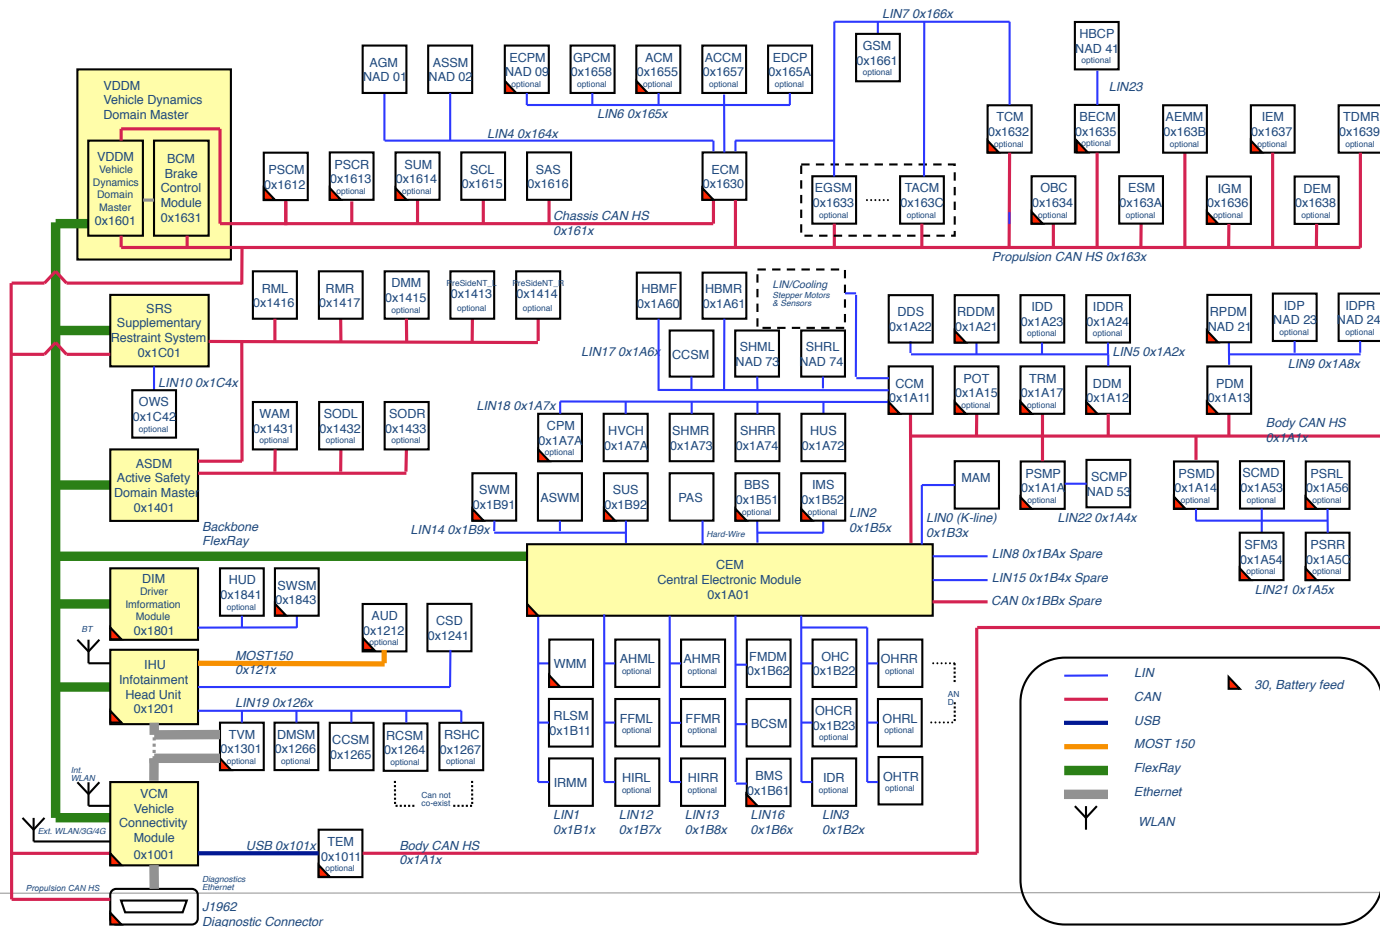 LIN7 0x166x
AGM
NAD 01
ASSM
NAD 02
ECPM
NAD 09
optional
GPCM
0x1658
optional
ACM
0x1655
optional
ACCM
0x1657
optional
EDCP
0x165A
optional
GSM
0x1661
optional
HBCP
NAD 41
optional
LIN23
LIN6 0x165x
LIN4 0x164x
VDDM
Vehicle Dynamics
Domain Master
VDDM
Vehicle
Dynamics
Domain
Master
0x1601
BCM
Brake
Control
Module
0x1631
PSCM
0x1612
PSCR
0x1613
optional
SUM
0x1614
optional
SCL
0x1615
SAS
0x1616
ECM
0x1630
EGSM
0x1633
optional
......
TACM
0x163C
optional
TCM
0x1632
optional
BECM
0x1635
optional
AEMM
0x163B
optional
IEM
0x1637
optional
TDMR
0x1639
optional
OBC
0x1634
optional
ESM
0x163A
optional
IGM
0x1636
optional
DEM
0x1638
optional
Chassis CAN HS
0x161x
Propulsion CAN HS 0x163x
RML
0x1416
RMR
0x1417
DMM
0x1415
optional
PreSideNT_L
0x1413
optional
PreSideNT_R
0x1414
optional
SRS
Supplementary
Restraint System
0x1C01
LIN10 0x1C4x
OWS
0x1C42
optional
HBMF
0x1A60
HBMR
0x1A61
LIN/Cooling
Stepper Motors
& Sensors
LIN17 0x1A6x
CCSM
SHML
NAD 73
SHRL
NAD 74
DDS
0x1A22
RDDM
0x1A21
IDD
0x1A23
optional
IDDR
0x1A24
optional
LIN5 0x1A2x
RPDM
NAD 21
IDP
NAD 23
optional
IDPR
NAD 24
optional
LIN9 0x1A8x
CCM
0x1A11
POT
0x1A15
optional
TRM
0x1A17
optional
DDM
0x1A12
PDM
0x1A13
Body CAN HS
0x1A1x
WAM
0x1431
optional
SODL
0x1432
optional
SODR
0x1433
optional
LIN18 0x1A7x
CPM
0x1A7A
optional
HVCH
0x1A7A
SHMR
0x1A73
SHRR
0x1A74
HUS
0x1A72
ASDM
Active Safety
Domain Master
0x1401
Backbone
FlexRay
SWM
0x1B91
ASWM
SUS
0x1B92
PAS
BBS
0x1B51
optional
IMS
0x1B52
optional
LIN2
0x1B5x
LIN14 0x1B9x
Hard-Wire
MAM
LIN0 (K-line)
0x1B3x
PSMP
0x1A1A
optional
SCMP
NAD 53
LIN22 0x1A4x
PSMD
0x1A14
optional
SCMD
0x1A53
optional
PSRL
0x1A56
optional
SFM3
0x1A54
optional
PSRR
0x1A5C
optional
LIN21 0x1A5x
CEM
Central Electronic Module
0x1A01
LIN8 0x1BAx Spare
LIN15 0x1B4x Spare
CAN 0x1BBx Spare
DIM
Driver
Imformation
Module
0x1801
HUD
0x1841
optional
SWSM
0x1843
AUD
0x1212
optional
CSD
0x1241
BT
MOST150
0x121x
IHU
Infotainment
Head Unit
0x1201
LIN19 0x126x
TVM
0x1301
optional
DMSM
0x1266
optional
CCSM
0x1265
RCSM
0x1264
optional
RSHC
0x1267
optional
Can not
co-exist
WMM
AHML
optional
AHMR
optional
FMDM
0x1B62
OHC
0x1B22
OHRR
optional
AN
D
RLSM
0x1B11
FFML
optional
FFMR
optional
BCSM
OHCR
0x1B23
optional
OHRL
optional
IRMM
HIRL
optional
HIRR
optional
BMS
0x1B61
IDR
optional
OHTR
optional
LIN1
0x1B1x
LIN12
0x1B7x
LIN13
0x1B8x
LIN16
0x1B6x
LIN3
0x1B2x
Int.
WLAN
VCM
Vehicle
Connectivity
Module
0x1001
Ext. WLAN/3G/4G
USB 0x101x
TEM
0x1011
optional
Body CAN HS
0x1A1x
Propulsion CAN HS
Diagnostics
Ethernet
J1962
Diagnostic Connector
LIN
CAN
USB
MOST 150
FlexRay
Ethernet
WLAN
30, Battery feed